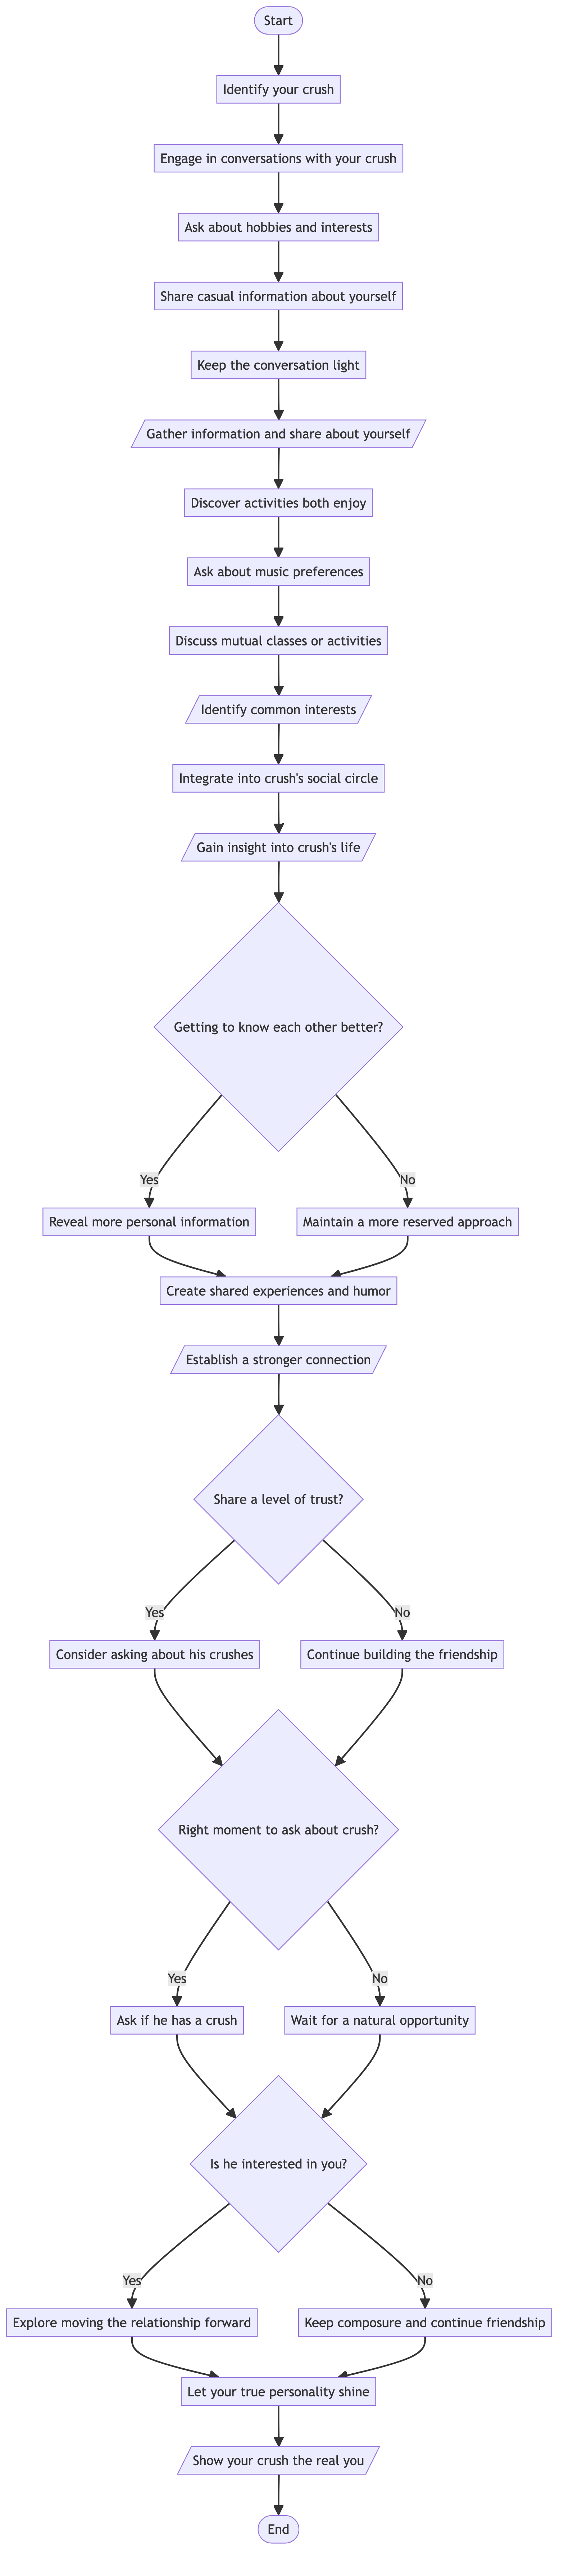 Start
Identify your crush
Engage in conversations with your crush
Ask about hobbies and interests
Share casual information about yourself
Keep the conversation light
Gather information and share about yourself
Discover activities both enjoy
Ask about music preferences
Discuss mutual classes or activities
Identify common interests
Integrate into crush's social circle
Gain insight into crush's life
Getting to know each other better?
Yes
No
Reveal more personal information
Maintain a more reserved approach
Create shared experiences and humor
Establish a stronger connection
Share a level of trust?
Yes
No
Consider asking about his crushes
Continue building the friendship
Right moment to ask about crush?
Yes
No
Ask if he has a crush
Wait for a natural opportunity
Is he interested in you?
Yes
No
Explore moving the relationship forward
Keep composure and continue friendship
Let your true personality shine
Show your crush the real you
End